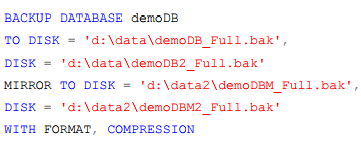 BACKUP DATABASE demoDB
TO DISK = 'd:\data\demoDB_Full.bak',
DISK = 'd:\data\demoDB2_Full.bak'
MIRROR TO DISK = 'd:\data2\demoDBM_Full.bak',
DISK = 'd:\data2\demoDBM2_Full.bak'
WITH FORMAT, COMPRESSION